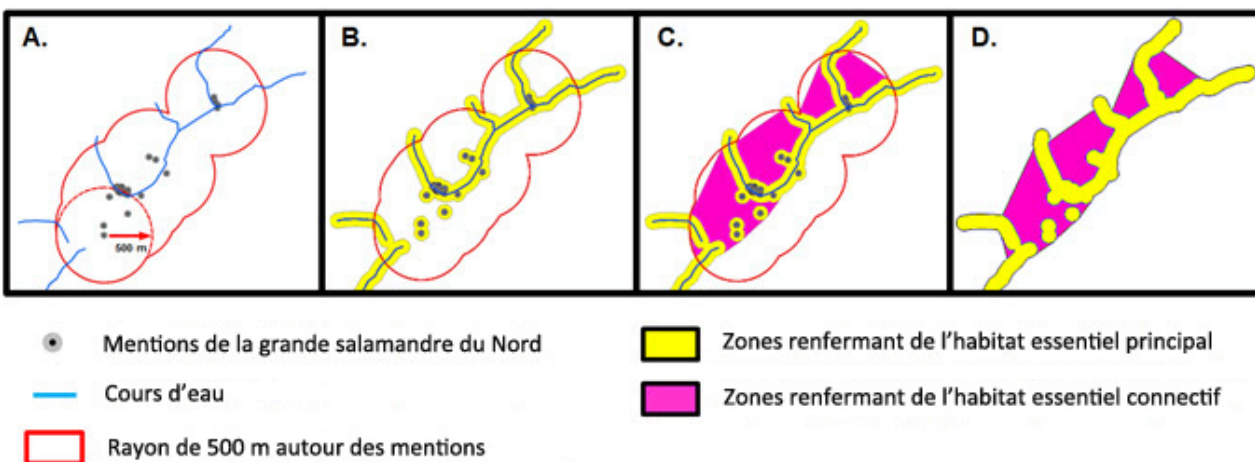 A.
B.
C.
D.
500 m
Mentions de la grande salamandre du Nord
Cours d'eau
Rayon de 500 m autour des mentions
Zones renfermant de l'habitat essentiel principal
Zones renfermant de l'habitat essentiel connectif